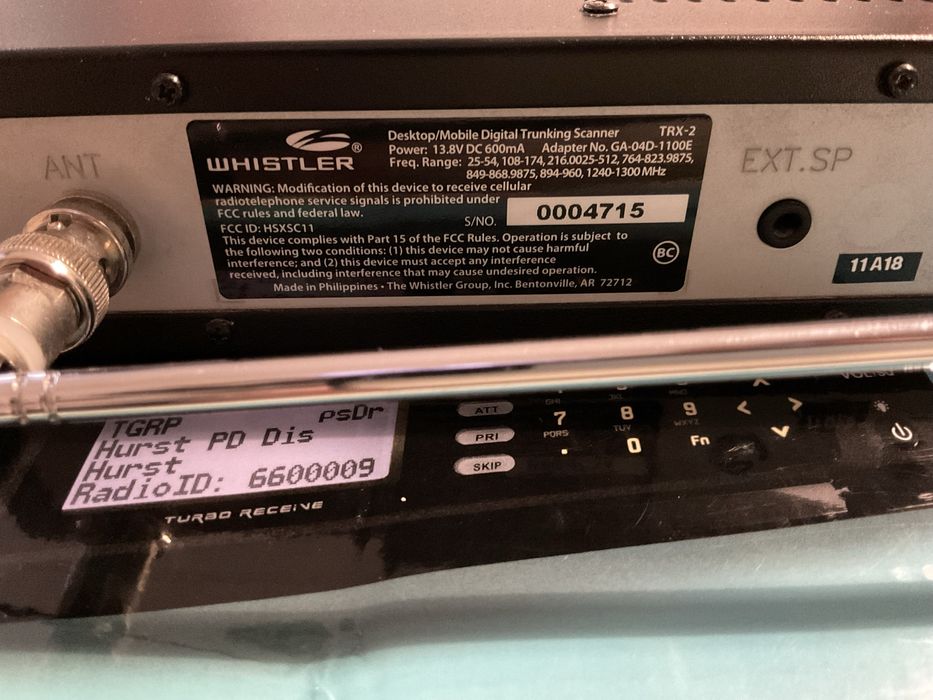 ANT
WHISTLER®
Desktop/Mobile Digital Trunking Scanner TRX-2
Power: 13.8V DC 600mA Adapter No. GA-04D-1100E
Freq. Range: 25-54, 108-174, 216.0025-512, 764-823.9875,
849-868.9875, 894-960, 1240-1300 MHz
WARNING: Modification of this device to receive cellular
radiotelephone service signals is prohibited under
FCC rules and federal law.
S/NO. 0004715
FCC ID: HSXSC11
This device complies with Part 15 of the FCC Rules. Operation is subject to
the following two conditions: (1) this device may not cause harmful
interference; and (2) this device must accept any interference
received, including interference that may cause undesired operation.
BC
Made in Philippines • The Whistler Group, Inc. Bentonville, AR 72712
EXT.SP
11A18
TGRP psDr
Hurst PD Dis
Hurst
RadioID: 6600009
TURBO RECEIVE
ATT
PRI
SKIP
7 8 9
PQRS TUV WXYZ
. 0 Fn